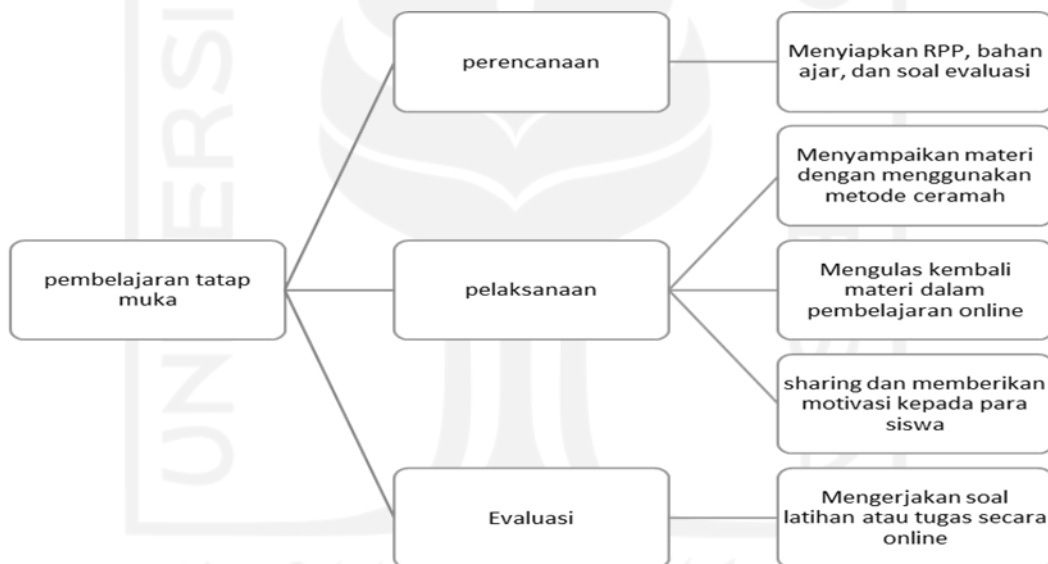 perencanaan
Menyiapkan RPP, bahan
ajar, dan soal evaluasi
Menyampaikan materi
dengan menggunakan
metode ceramah
pembelajaran tatap
muka
pelaksanaan
Mengulas kembali
materi dalam
pembelajaran online
sharing dan memberikan
motivasi kepada para
siswa
Evaluasi
Mengerjakan soal
latihan atau tugas secara
online
UNIVERSI